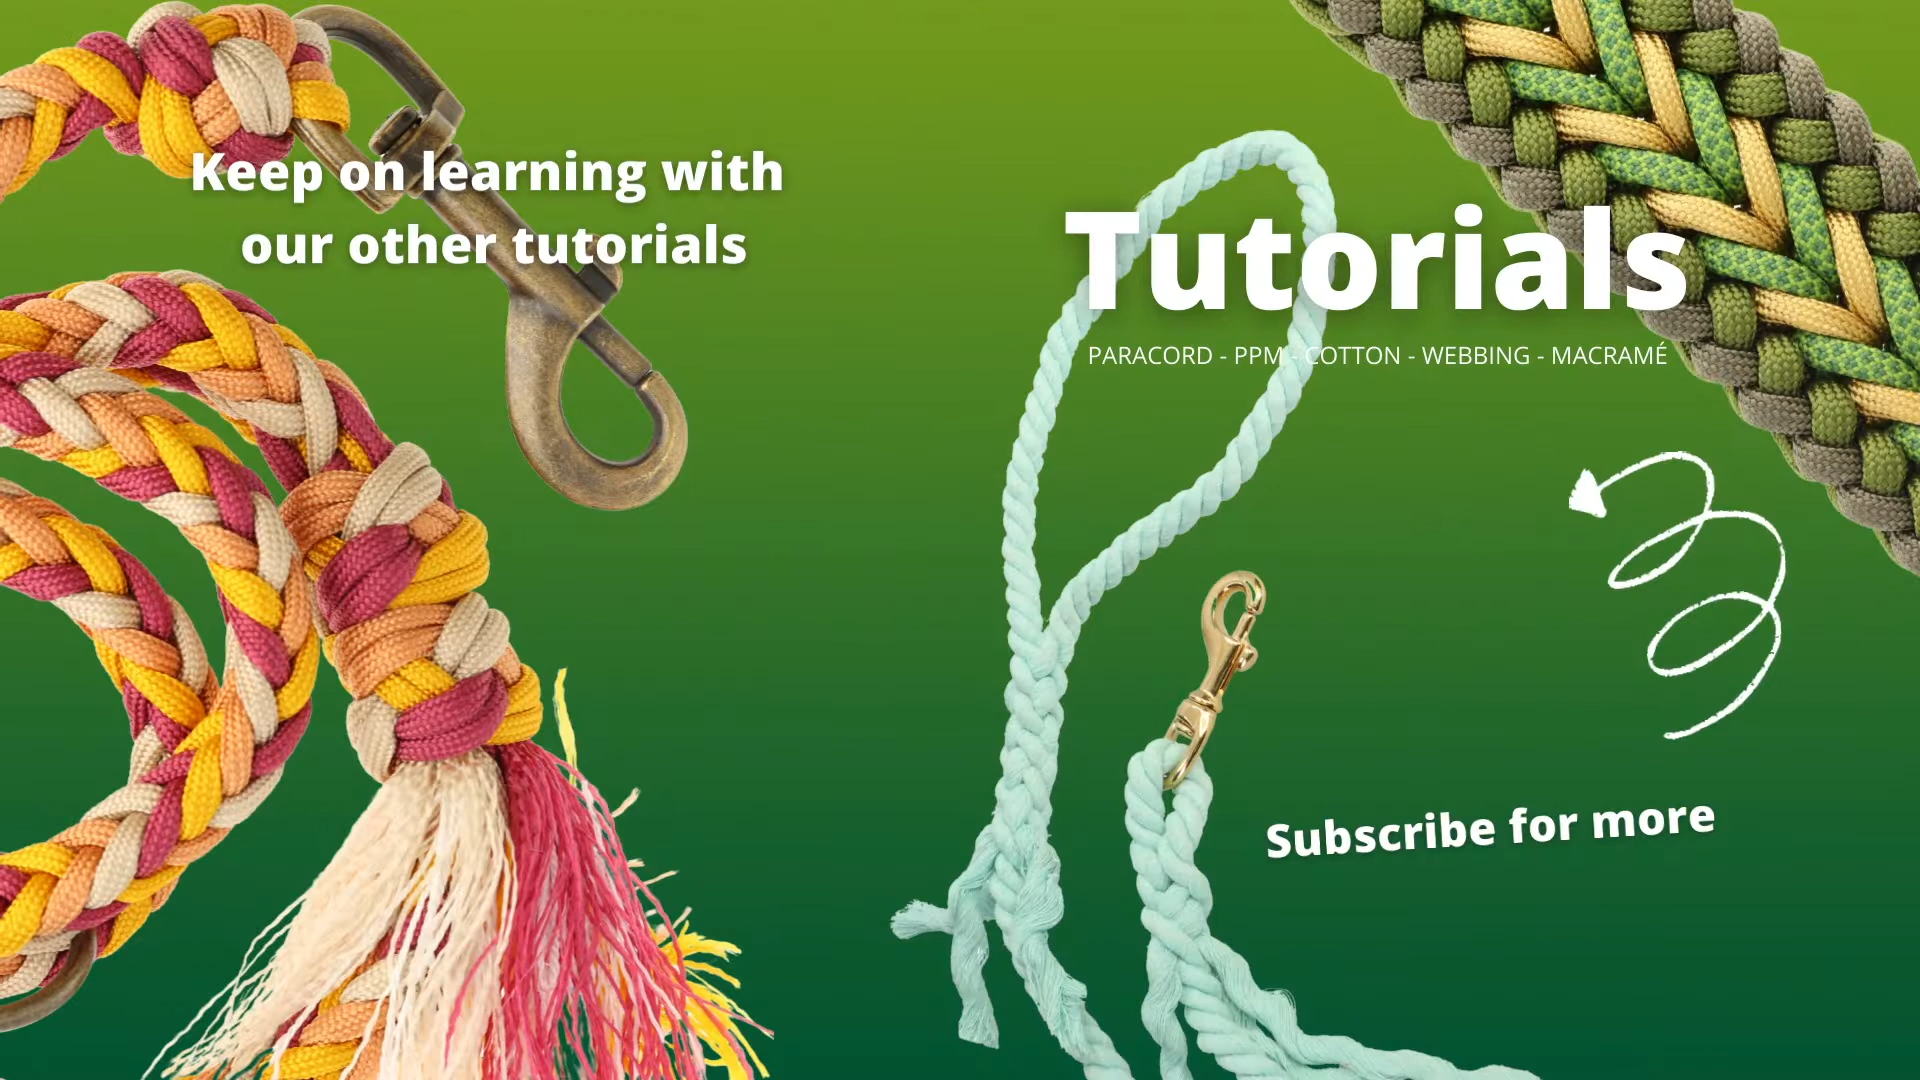 Keep on learning with
our other tutorials
Tutorials
PARACORD - PPM - COTTON - WEBBING - MACRAMÉ
Subscribe for more